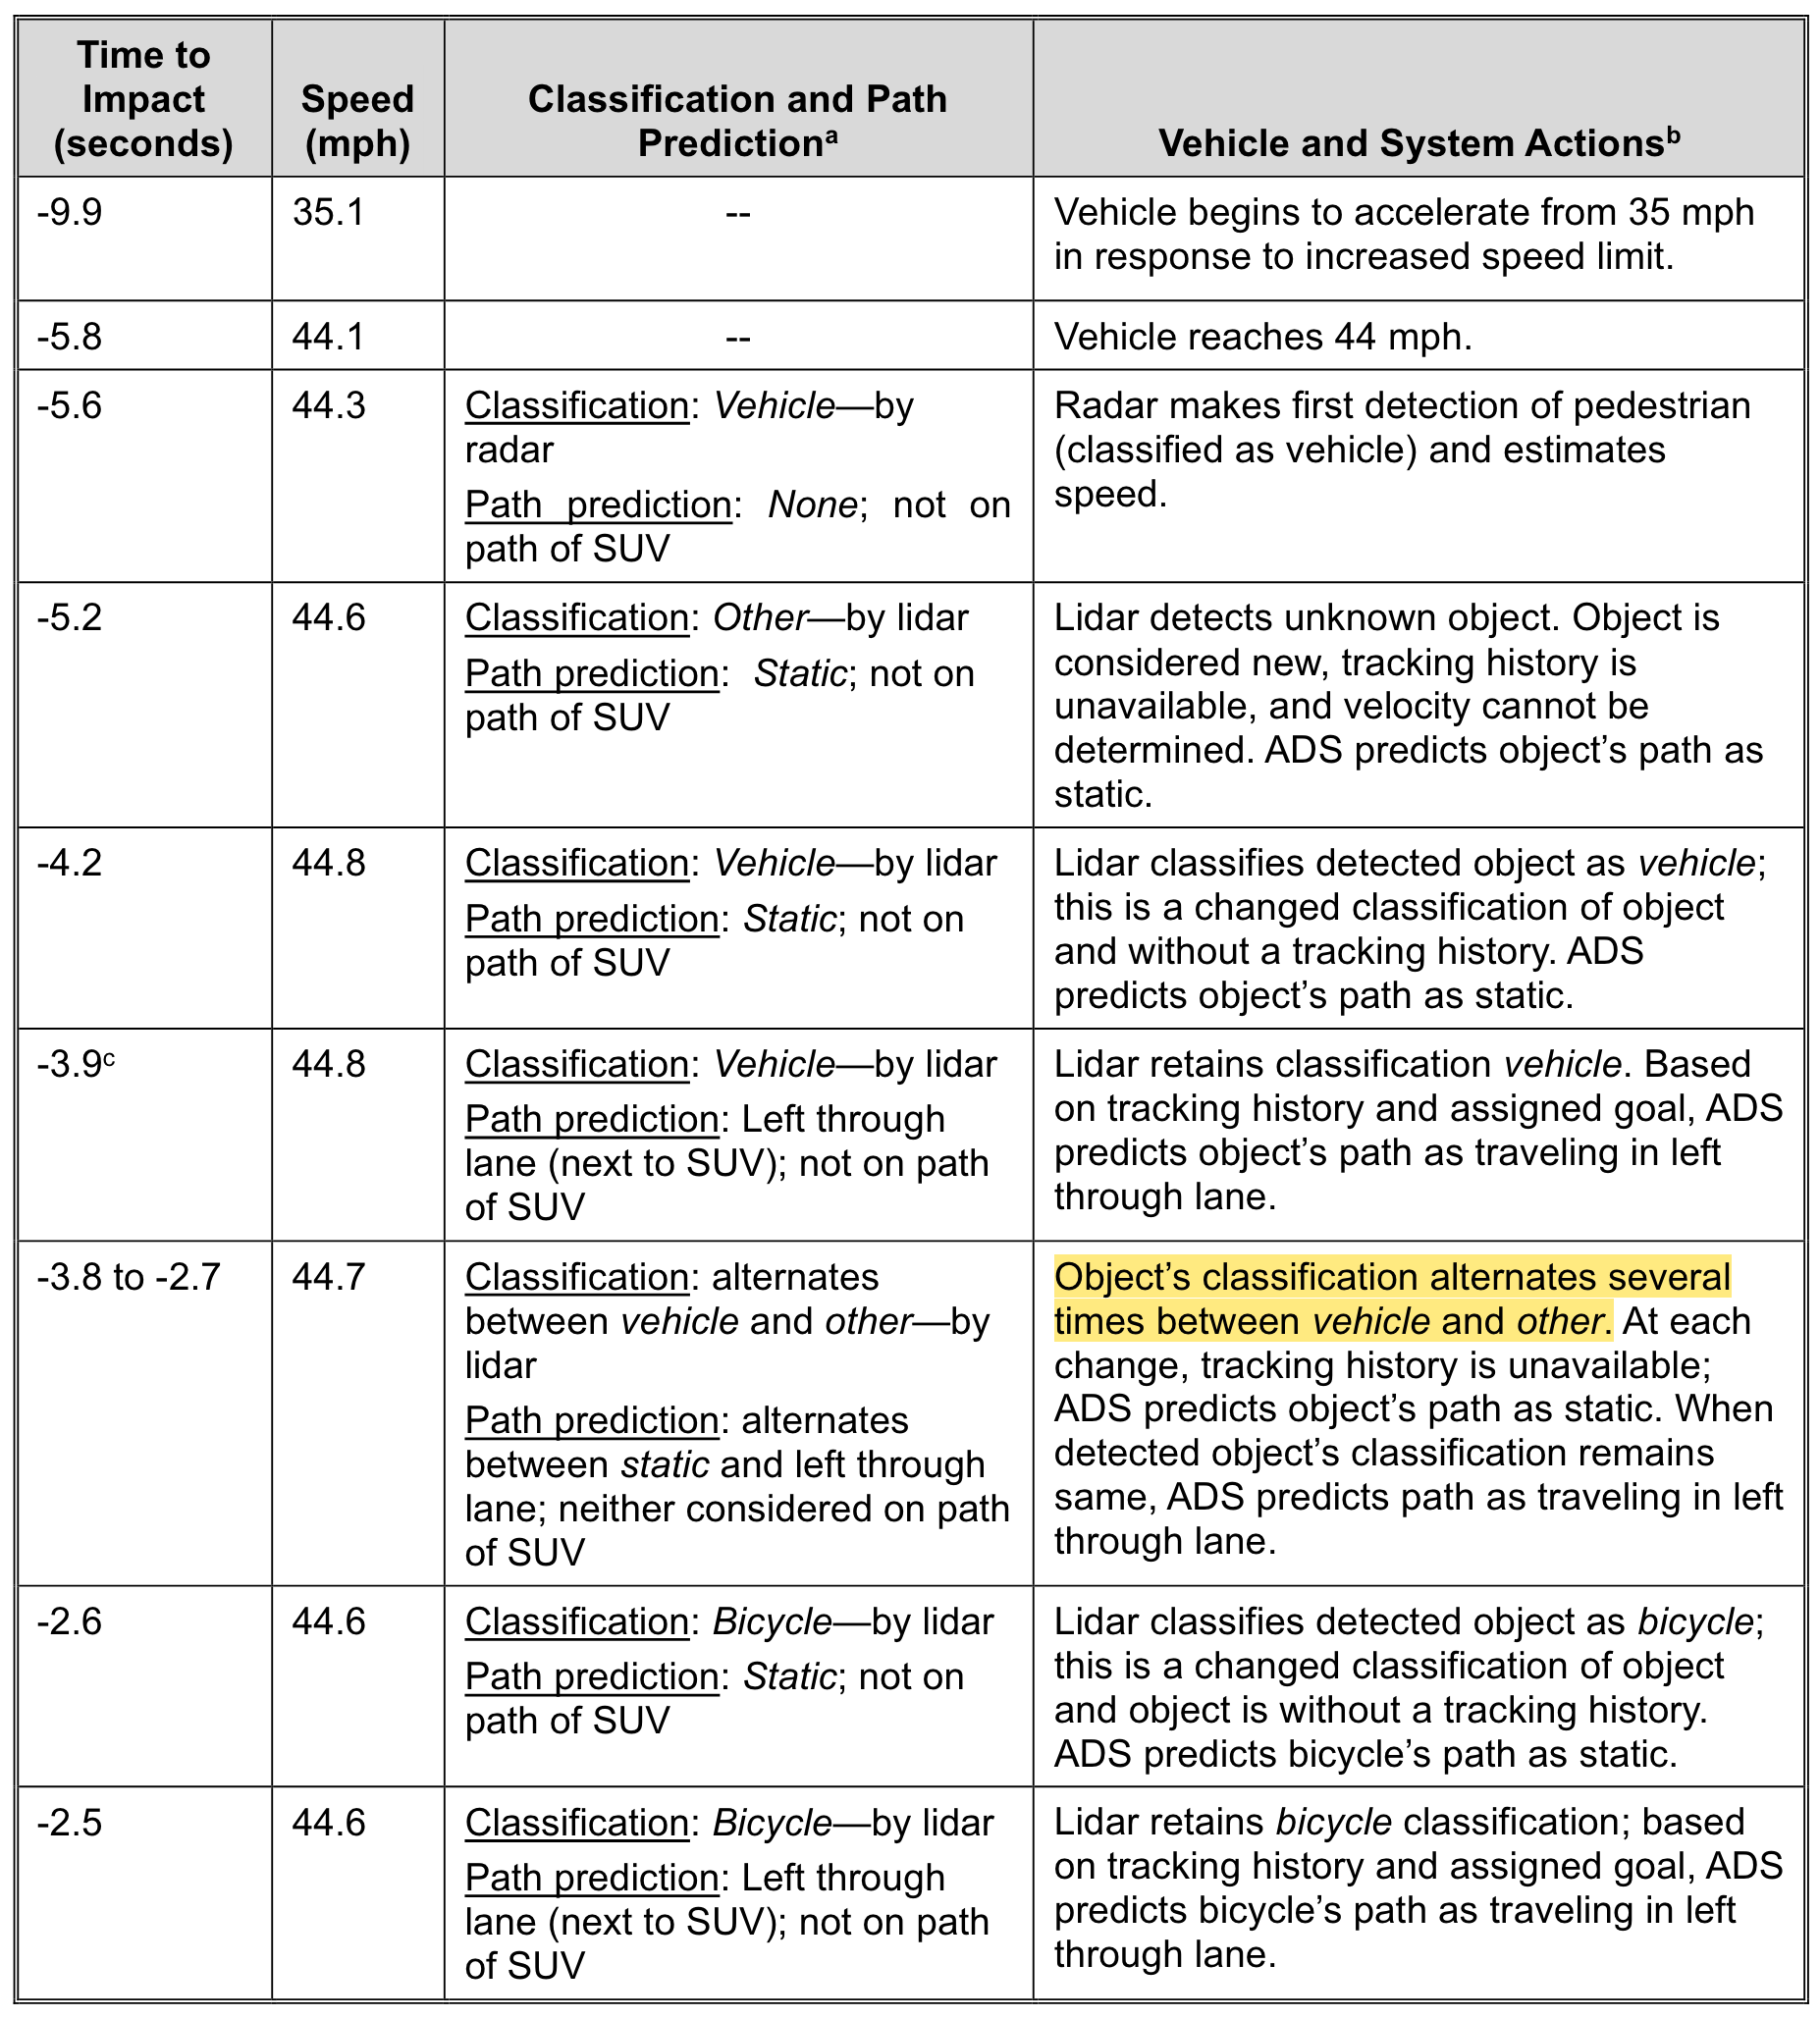 Time to
Impact
(seconds)
Speed
(mph)
Classification and Path
Predictionᵃ
Vehicle and System Actionsᵇ
-9.9
35.1
--
Vehicle begins to accelerate from 35 mph
in response to increased speed limit.
-5.8
44.1
--
Vehicle reaches 44 mph.
-5.6
44.3
Classification: Vehicle—by
radar
Path prediction: None; not on
path of SUV
Radar makes first detection of pedestrian
(classified as vehicle) and estimates
speed.
-5.2
44.6
Classification: Other—by lidar
Path prediction: Static; not on
path of SUV
Lidar detects unknown object. Object is
considered new, tracking history is
unavailable, and velocity cannot be
determined. ADS predicts object’s path as
static.
-4.2
44.8
Classification: Vehicle—by lidar
Path prediction: Static; not on
path of SUV
Lidar classifies detected object as vehicle;
this is a changed classification of object
and without a tracking history. ADS
predicts object’s path as static.
-3.9ᶜ
44.8
Classification: Vehicle—by lidar
Path prediction: Left through
lane (next to SUV); not on path
of SUV
Lidar retains classification vehicle. Based
on tracking history and assigned goal, ADS
predicts object’s path as traveling in left
through lane.
-3.8 to -2.7
44.7
Classification: alternates
between vehicle and other—by
lidar
Path prediction: alternates
between static and left through
lane; neither considered on path
of SUV
Object’s classification alternates several
times between vehicle and other. At each
change, tracking history is unavailable;
ADS predicts object’s path as static. When
detected object’s classification remains
same, ADS predicts path as traveling in left
through lane.
-2.6
44.6
Classification: Bicycle—by lidar
Path prediction: Static; not on
path of SUV
Lidar classifies detected object as bicycle;
this is a changed classification of object
and object is without a tracking history.
ADS predicts bicycle’s path as static.
-2.5
44.6
Classification: Bicycle—by lidar
Path prediction: Left through
lane (next to SUV); not on path
of SUV
Lidar retains bicycle classification; based
on tracking history and assigned goal, ADS
predicts bicycle’s path as traveling in left
through lane.